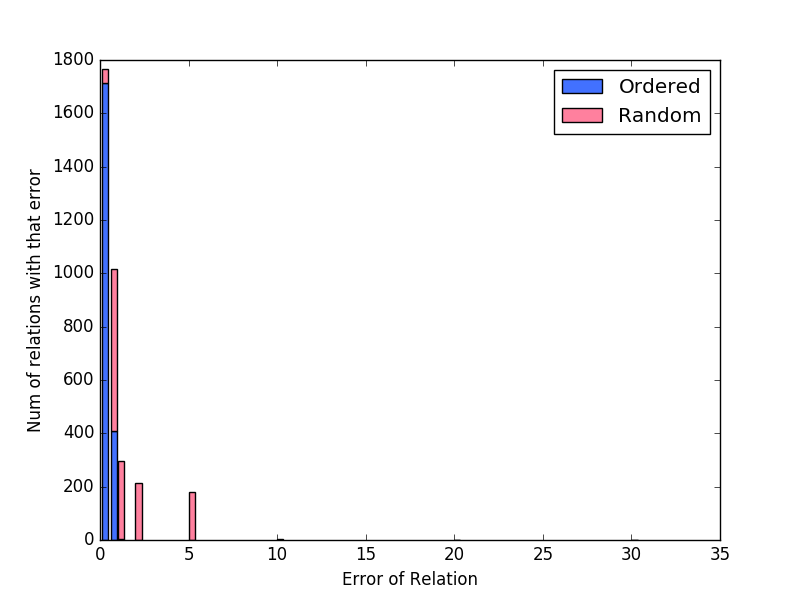 Ordered
Random
1800
1600
1400
1200
1000
800
600
400
200
0
Num of relations with that error
0 5 10 15 20 25 30 35
Error of Relation